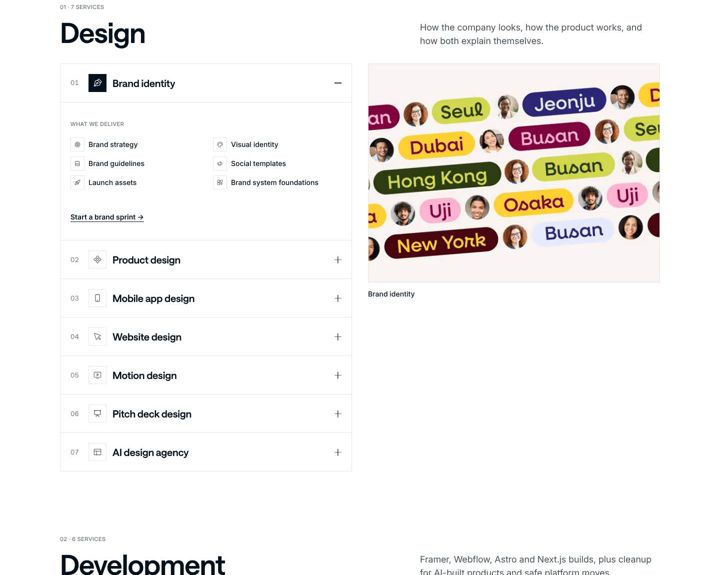 01 · 7 SERVICES
Design
How the company looks, how the product works, and
how both explain themselves.
01 Brand identity
WHAT WE DELIVER
Brand strategy
Visual identity
Brand guidelines
Social templates
Launch assets
Brand system foundations
Start a brand sprint →
02 Product design
03 Mobile app design
04 Website design
05 Motion design
06 Pitch deck design
07 AI design agency
an Seul Jeonju D
Dubai Busan Se
Hong Kong Busan
a Uji Osaka Uji
New York Busan
Brand identity
02 · 6 SERVICES
Development
Framer, Webflow, Astro and Next.js builds, plus cleanup
for AI-built products and safe platform moves.